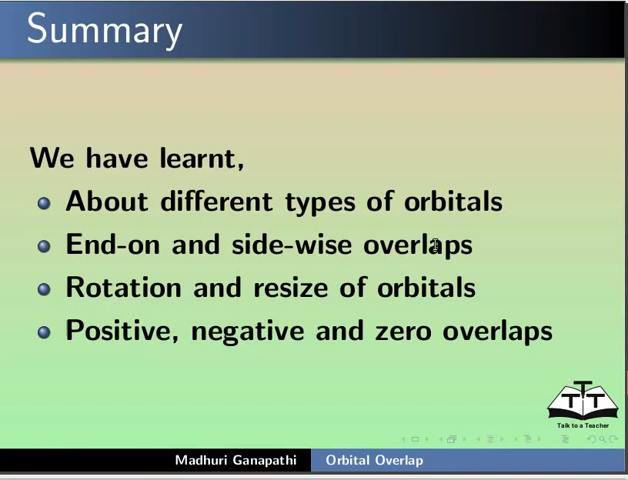 Summary
We have learnt,
About different types of orbitals
End-on and side-wise overlaps
Rotation and resize of orbitals
Positive, negative and zero overlaps
T
T T
Talk to a Teacher
Madhuri Ganapathi Orbital Overlap